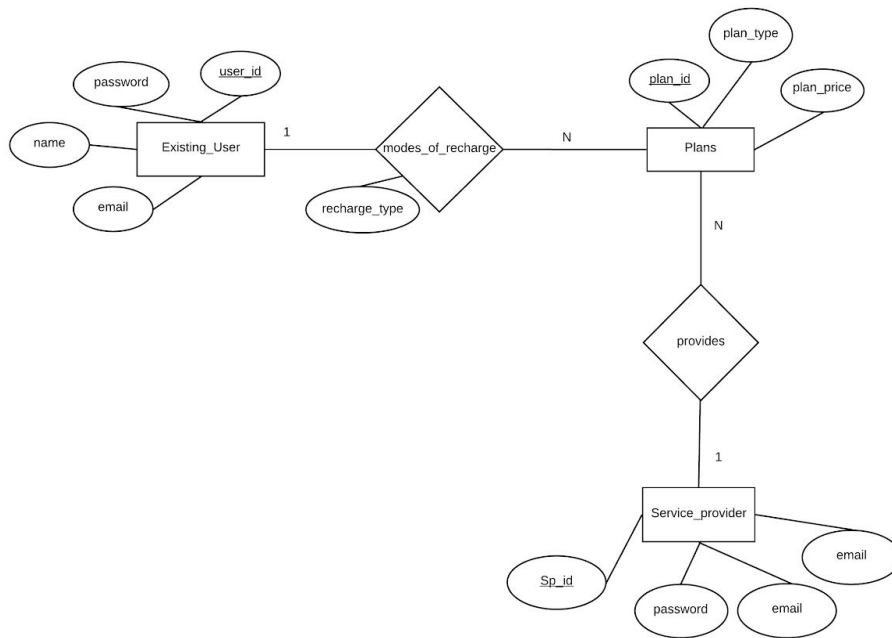 plan_type
user_id
password
plan_id
plan_price
1
N
name
Existing_User
modes_of_recharge
Plans
email
recharge_type
N
provides
1
Service_provider
email
Sp_id
password
email